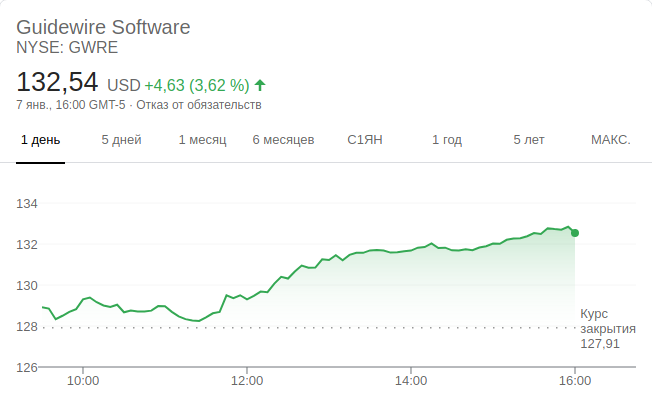 Guidewire Software
NYSE: GWRE
132,54 USD +4,63 (3,62 %)
7 янв., 16:00 GMT-5 · Отказ от обязательств
1 день 5 дней 1 месяц 6 месяцев С1ЯН 1 год 5 лет МАКС.
134
132
130
128
126
Курс
закрытия
127,91
10:00 12:00 14:00 16:00